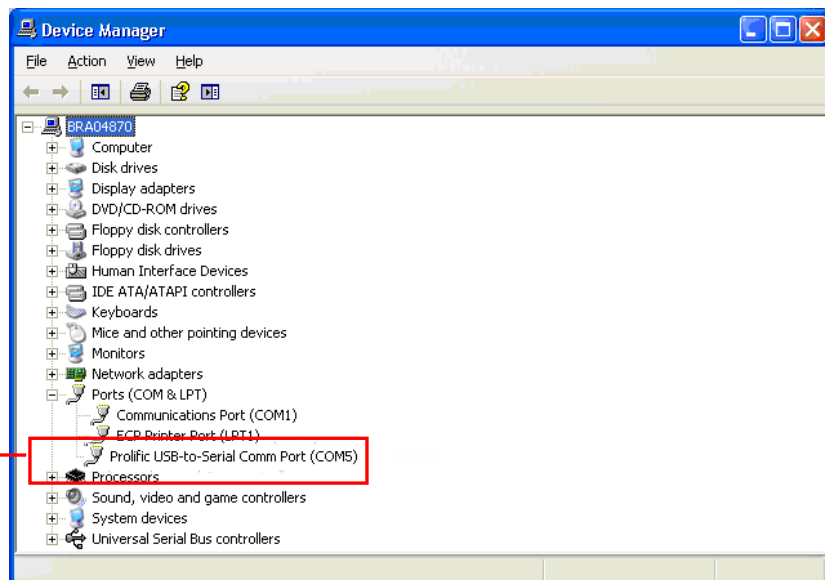 Device Manager
File Action View Help
BRA04870
Computer
Disk drives
Display adapters
DVD/CD-ROM drives
Floppy disk controllers
Floppy disk drives
Human Interface Devices
IDE ATA/ATAPI controllers
Keyboards
Mice and other pointing devices
Monitors
Network adapters
Ports (COM & LPT)
Communications Port (COM1)
ECP Printer Port (LPT1)
Prolific USB-to-Serial Comm Port (COM5)
Processors
Sound, video and game controllers
System devices
Universal Serial Bus controllers